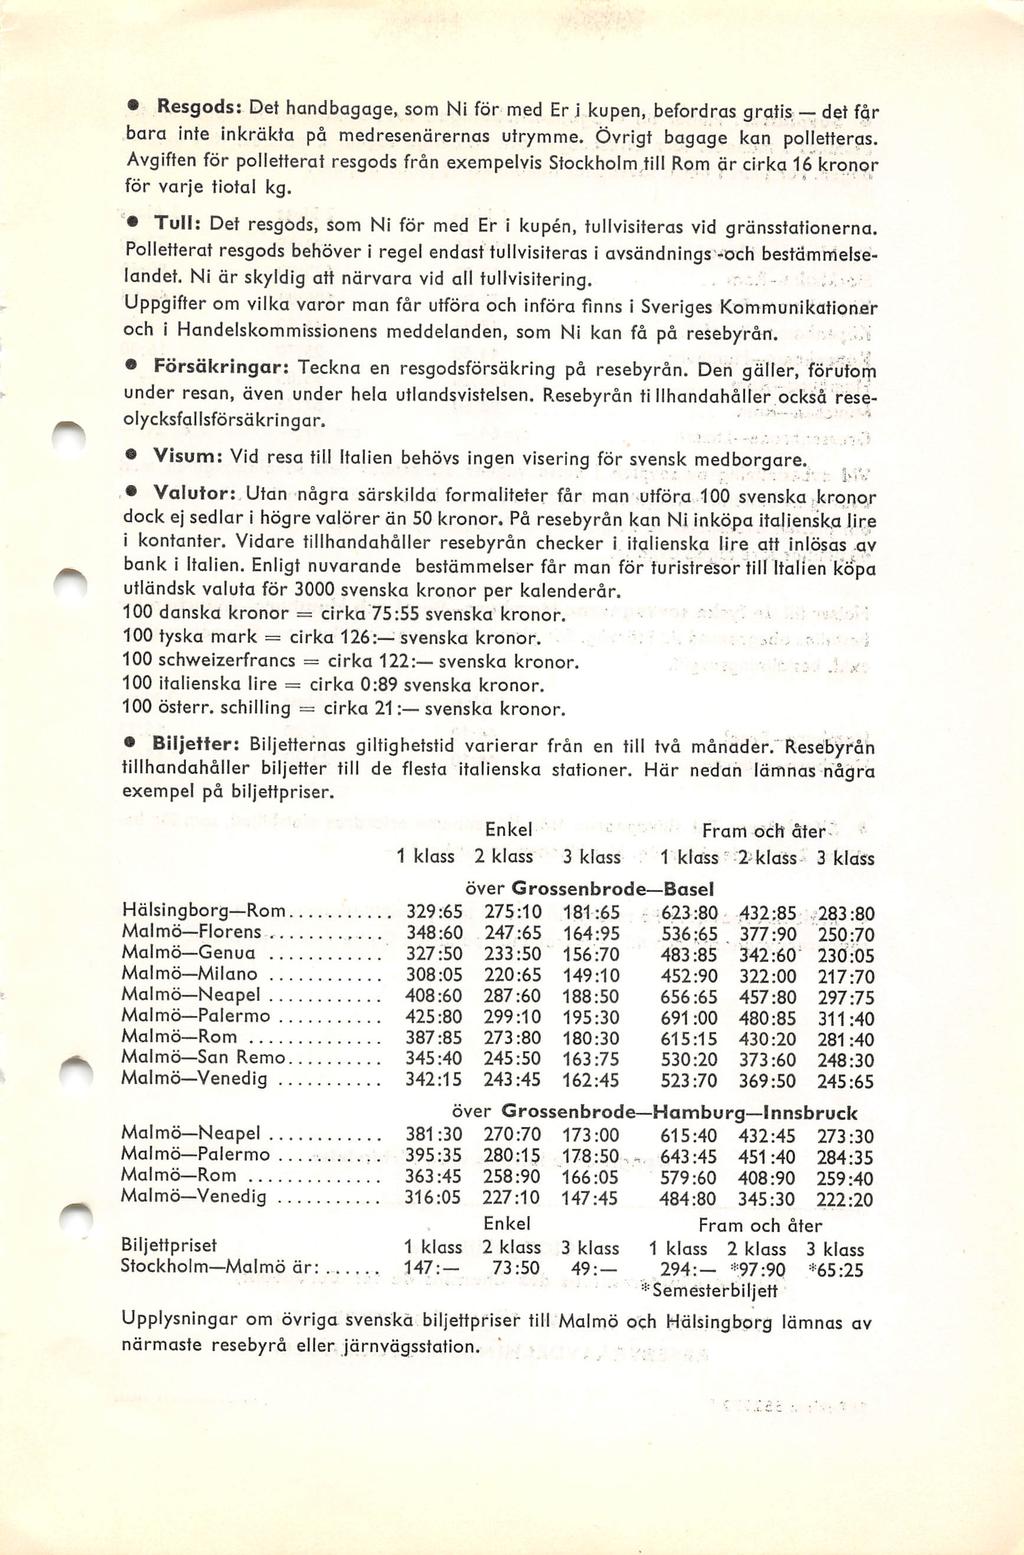 • Resgods: Det handbagage, som Ni för med Er i kupen, befordras gratis — det får
bara inte inkräkta på medresenärernas utrymme. Övrigt bagage kan polletteras.
Avgiften för polletterat resgods från exempelvis Stockholm till Rom är cirka 16 kronor
för varje tiotal kg.
• Tull: Det resgods, som Ni för med Er i kupén, tullvisiteras vid gränsstationerna.
Polletterat resgods behöver i regel endast tullvisiteras i avsändnings-och bestämmelse-
landet. Ni är skyldig att närvara vid all tullvisitering.
Uppgifter om vilka varor man får utföra och införa finns i Sveriges Kommunikationer
och i Handelskommissionens meddelanden, som Ni kan få på resebyrån.
• Försäkringar: Teckna en resgodsförsäkring på resebyrån. Den gäller, förutom
under resan, även under hela utlandsvistelsen. Resebyrån tillhandahåller också rese-
olycksfallsförsäkringar.
• Visum: Vid resa till Italien behövs ingen visering för svensk medborgare.
• Valutor: Utan några särskilda formaliteter får man utföra 100 svenska kronor
dock ej sedlar i högre valörer än 50 kronor. På resebyrån kan Ni inköpa italienska lire
i kontanter. Vidare tillhandahåller resebyrån checker i italienska lire att inlösas av
bank i Italien. Enligt nuvarande bestämmelser får man för turistresor till Italien köpa
utländsk valuta för 3000 svenska kronor per kalenderår.
100 danska kronor = cirka 75:55 svenska kronor.
100 tyska mark = cirka 126:— svenska kronor.
100 schweizerfrancs = cirka 122:— svenska kronor.
100 italienska lire = cirka 0:89 svenska kronor.
100 österr. schilling = cirka 21:— svenska kronor.
• Biljetter: Biljetternas giltighetstid varierar från en till två månader. Resebyrån
tillhandahåller biljetter till de flesta italienska stationer. Här nedan lämnas några
exempel på biljettpriser.
Enkel Fram och åter
1 klass 2 klass 3 klass 1 klass 2 klass 3 klass
över Grossenbrode—Basel
Hälsingborg—Rom........... 329:65 275:10 181:65 623:80 432:85 283:80
Malmö—Florens............ 348:60 247:65 164:95 536:65 377:90 250:70
Malmö—Genua ............ 327:50 233:50 156:70 483:85 342:60 230:05
Malmö—Milano ............ 308:05 220:65 149:10 452:90 322:00 217:70
Malmö—Neapel............ 408:60 287:60 188:50 656:65 457:80 297:75
Malmö—Palermo........... 425:80 299:10 195:30 691:00 480:85 311:40
Malmö—Rom .............. 387:85 273:80 180:30 615:15 430:20 281:40
Malmö—San Remo.......... 345:40 245:50 163:75 530:20 373:60 248:30
Malmö—Venedig ........... 342:15 243:45 162:45 523:70 369:50 245:65
över Grossenbrode—Hamburg—Innsbruck
Malmö—Neapel............ 381:30 270:70 173:00 615:40 432:45 273:30
Malmö—Palermo........... 395:35 280:15 178:50 643:45 451:40 284:35
Malmö—Rom .............. 363:45 258:90 166:05 579:60 408:90 259:40
Malmö—Venedig ........... 316:05 227:10 147:45 484:80 345:30 222:20
Enkel Fram och åter
Biljettpriset 1 klass 2 klass 3 klass 1 klass 2 klass 3 klass
Stockholm—Malmö är:...... 147:— 73:50 49:— 294:— *97:90 *65:25
*Semesterbiljett
Upplysningar om övriga svenska biljettpriser till Malmö och Hälsingborg lämnas av
närmaste resebyrå eller järnvägsstation.